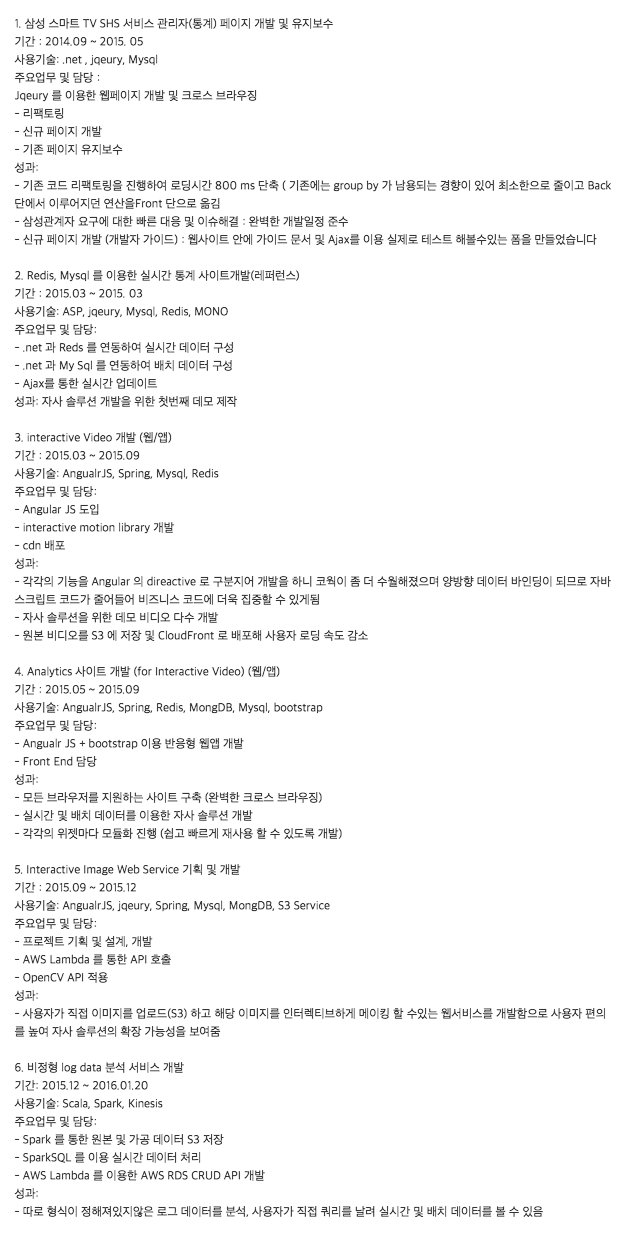 1. 삼성 스마트 TV SHS 서비스 관리자(통계) 페이지 개발 및 유지보수
기간 : 2014.09 ~ 2015. 05
사용기술: .net , jqeury, Mysql
주요업무 및 담당 :
Jqeury 를 이용한 웹페이지 개발 및 크로스 브라우징
- 리팩토링
- 신규 페이지 개발
- 기존 페이지 유지보수
성과:
- 기존 코드 리팩토링을 진행하여 로딩시간 800 ms 단축 ( 기존에는 group by 가 남용되는 경향이 있어 최소한으로 줄이고 Back
단에서 이루어지던 연산을Front 단으로 옮김
- 삼성관계자 요구에 대한 빠른 대응 및 이슈해결 : 완벽한 개발일정 준수
- 신규 페이지 개발 (개발자 가이드) : 웹사이트 안에 가이드 문서 및 Ajax를 이용 실제로 테스트 해볼수있는 폼을 만들었습니다

2. Redis, Mysql 를 이용한 실시간 통계 사이트개발(레퍼런스)
기간 : 2015.03 ~ 2015. 03
사용기술: ASP, jqeury, Mysql, Redis, MONO
주요업무 및 담당:
- .net 과 Reds 를 연동하여 실시간 데이터 구성
- .net 과 My Sql 를 연동하여 배치 데이터 구성
- Ajax를 통한 실시간 업데이트
성과: 자사 솔루션 개발을 위한 첫번째 데모 제작

3. interactive Video 개발 (웹/앱)
기간 : 2015.03 ~ 2015.09
사용기술: AngualrJS, Spring, Mysql, Redis
주요업무 및 담당:
- Angular JS 도입
- interactive motion library 개발
- cdn 배포
성과:
- 각각의 기능을 Angular 의 direactive 로 구분지어 개발을 하니 코웍이 좀 더 수월해졌으며 양방향 데이터 바인딩이 되므로 자바
스크립트 코드가 줄어들어 비즈니스 코드에 더욱 집중할 수 있게됨
- 자사 솔루션을 위한 데모 비디오 다수 개발
- 원본 비디오를 S3 에 저장 및 CloudFront 로 배포해 사용자 로딩 속도 감소

4. Analytics 사이트 개발 (for Interactive Video) (웹/앱)
기간 : 2015.05 ~ 2015.09
사용기술: AngualrJS, Spring, Redis, MongDB, Mysql, bootstrap
주요업무 및 담당:
- Angualr JS + bootstrap 이용 반응형 웹앱 개발
- Front End 담당
성과:
- 모든 브라우저를 지원하는 사이트 구축 (완벽한 크로스 브라우징)
- 실시간 및 배치 데이터를 이용한 자사 솔루션 개발
- 각각의 위젯마다 모듈화 진행 (쉽고 빠르게 재사용 할 수 있도록 개발)

5. Interactive Image Web Service 기획 및 개발
기간 : 2015.09 ~ 2015.12
사용기술: AngualrJS, jqeury, Spring, Mysql, MongDB, S3 Service
주요업무 및 담당:
- 프로젝트 기획 및 설계, 개발
- AWS Lambda 를 통한 API 호출
- OpenCV API 적용
성과:
- 사용자가 직접 이미지를 업로드(S3) 하고 해당 이미지를 인터렉티브하게 메이킹 할 수있는 웹서비스를 개발함으로 사용자 편의
를 높여 자사 솔루션의 확장 가능성을 보여줌

6. 비정형 log data 분석 서비스 개발
기간: 2015.12 ~ 2016.01.20
사용기술: Scala, Spark, Kinesis
주요업무 및 담당:
- Spark 를 통한 원본 및 가공 데이터 S3 저장
- SparkSQL 를 이용 실시간 데이터 처리
- AWS Lambda 를 이용한 AWS RDS CRUD API 개발
성과:
- 따로 형식이 정해져있지않은 로그 데이터를 분석, 사용자가 직접 쿼리를 날려 실시간 및 배치 데이터를 볼 수 있음